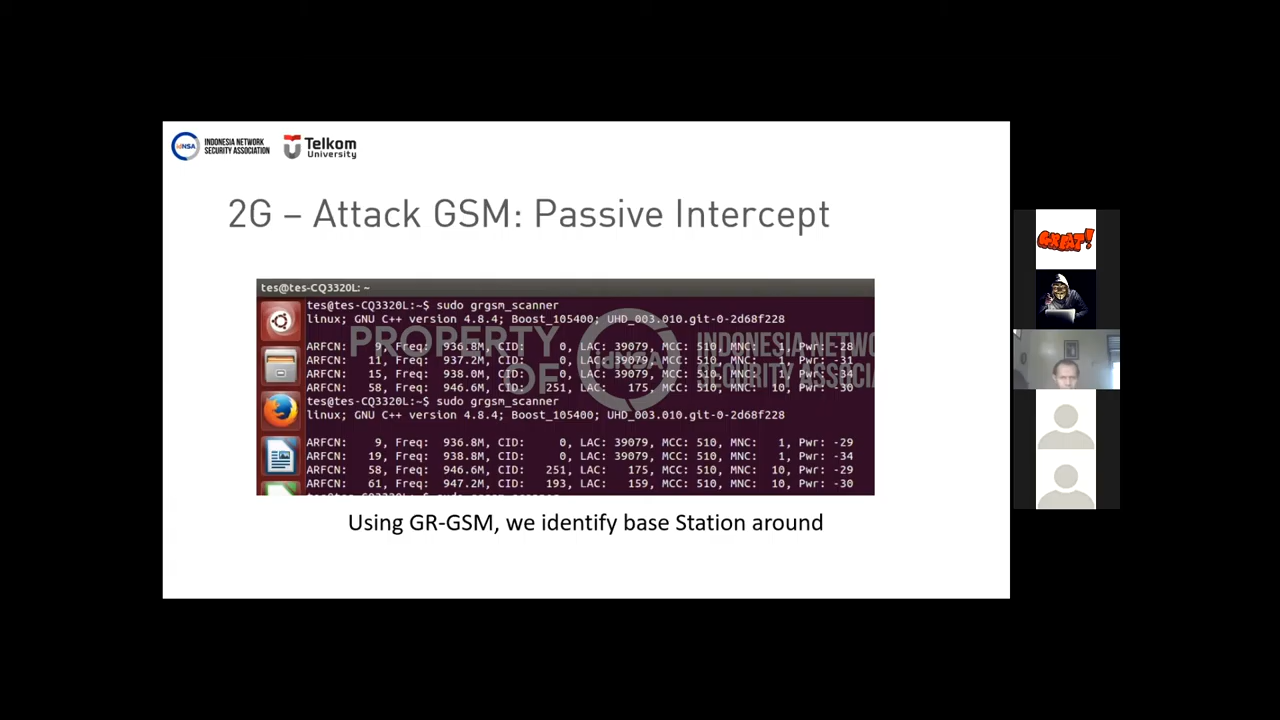 IDNSA
INDONESIA NETWORK
SECURITY ASSOCIATION
Telkom
University
2G – Attack GSM: Passive Intercept
tes@tes-CQ3320L: ~
tes@tes-CQ3320L:~$ sudo grgsm_scanner
linux; GNU C++ version 4.8.4; Boost_105400; UHD_003.010.git-0-2d68f228
ARFCN: 9, Freq: 936.8M, CID: 0, LAC: 39079, MCC: 510, MNC: 1, Pwr: -28
ARFCN: 11, Freq: 937.2M, CID: 0, LAC: 39079, MCC: 510, MNC: 1, Pwr: -31
ARFCN: 15, Freq: 938.0M, CID: 0, LAC: 39079, MCC: 510, MNC: 1, Pwr: -34
ARFCN: 58, Freq: 946.6M, CID: 251, LAC: 175, MCC: 510, MNC: 10, Pwr: -30
tes@tes-CQ3320L:~$ sudo grgsm_scanner
linux; GNU C++ version 4.8.4; Boost_105400; UHD_003.010.git-0-2d68f228
ARFCN: 9, Freq: 936.8M, CID: 0, LAC: 39079, MCC: 510, MNC: 1, Pwr: -29
ARFCN: 19, Freq: 938.8M, CID: 0, LAC: 39079, MCC: 510, MNC: 1, Pwr: -34
ARFCN: 58, Freq: 946.6M, CID: 251, LAC: 175, MCC: 510, MNC: 10, Pwr: -29
ARFCN: 61, Freq: 947.2M, CID: 193, LAC: 159, MCC: 510, MNC: 10, Pwr: -30
PROPERTY
OF
IDNSA
INDONESIA NETW
SECURITY ASSOCIA
Using GR-GSM, we identify base Station around
GREAT!